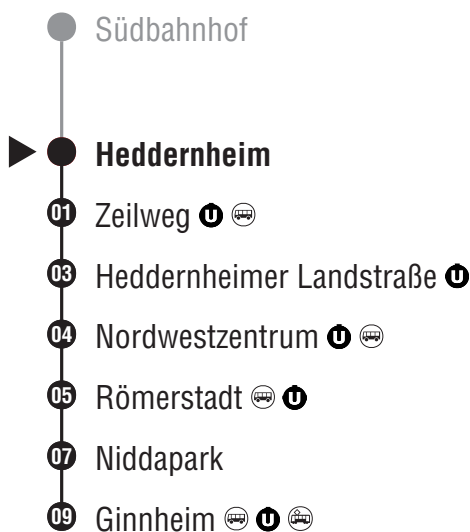 Südbahnhof
Heddernheim
01 Zeilweg U
03 Heddernheimer Landstraße U
04 Nordwestzentrum U
05 Römerstadt U
07 Niddapark
09 Ginnheim U